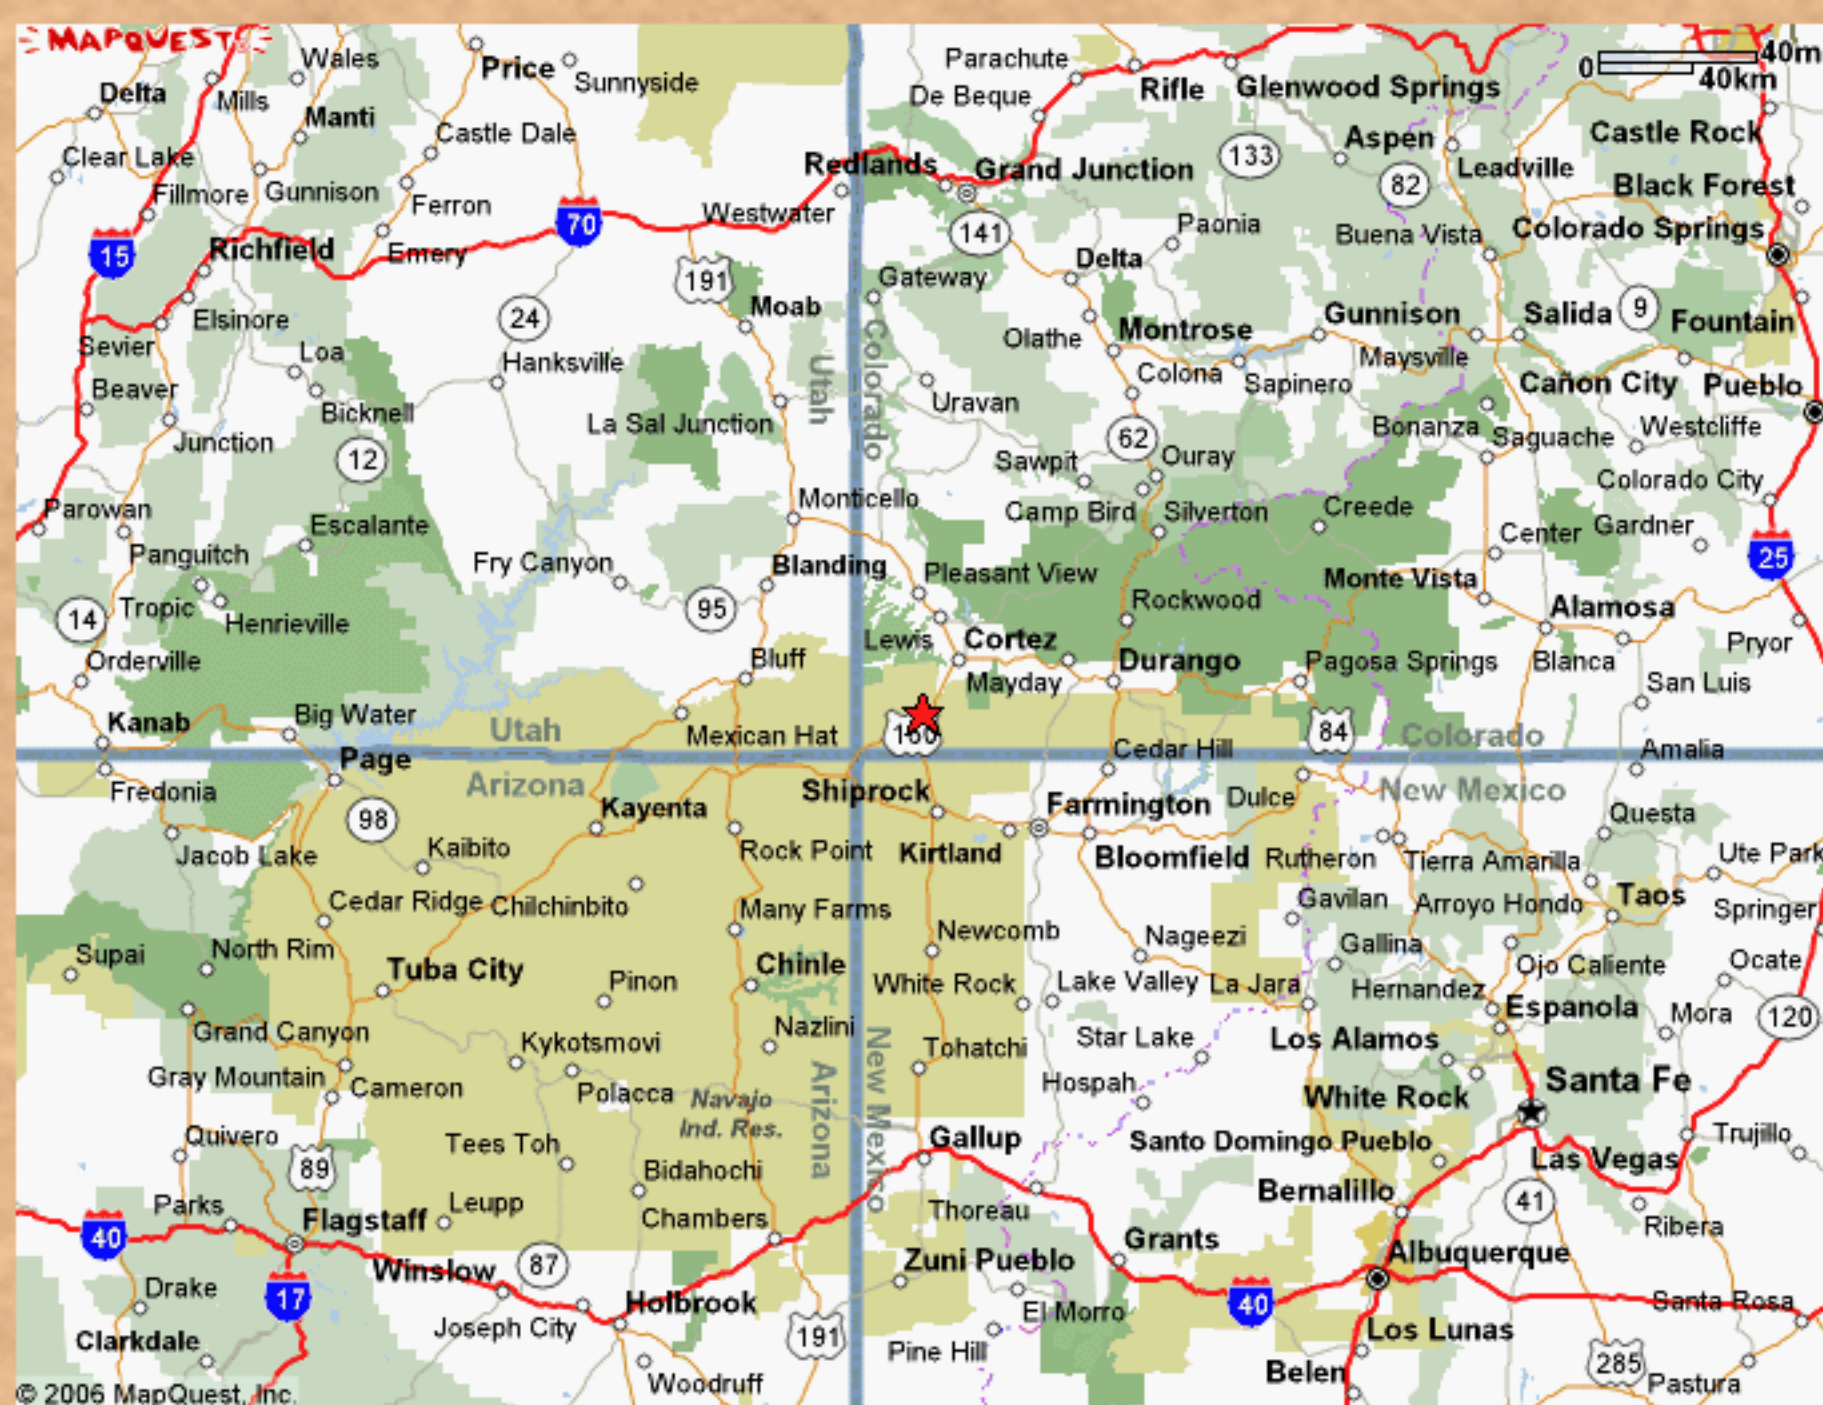 MAPQUEST
Wales
Price
Sunnyside
Parachute
Rifle
Glenwood Springs
0
40mi
40km
Delta
Mills
Manti
Castle Dale
De Beque
Aspen
Castle Rock
Clear Lake
Fillmore
Gunnison
Ferron
Redlands
Grand Junction
133
82
Leadville
Black Forest
Westwater
70
141
Paonia
Buena Vista
Colorado Springs
15
Richfield
Emery
191
Gateway
Delta
Elsinore
24
Moab
Olathe
Montrose
Gunnison
Salida
9
Fountain
Sevier
Loa
Hanksville
Utah
Colorado
Colona
Sapinero
Maysville
Cañon City
Pueblo
Beaver
Bicknell
La Sal Junction
Uravan
Bonanza
Saguache
Westcliffe
Junction
12
62
Ouray
Sawpit
Colorado City
Parowan
Escalante
Monticello
Camp Bird
Silverton
Creede
Center
Gardner
Panguitch
Fry Canyon
Blanding
Pleasant View
Monte Vista
25
14
Tropic
Henrieville
95
Rockwood
Alamosa
Orderville
Bluff
Lewis
Cortez
Mayday
Durango
Pagosa Springs
Blanca
Pryor
San Luis
Kanab
Big Water
Utah
Mexican Hat
160
Cedar Hill
84
Colorado
Amalia
Page
Arizona
Fredonia
Kayenta
Shiprock
Farmington
Dulce
New Mexico
Questa
98
Jacob Lake
Kaibito
Rock Point
Kirtland
Bloomfield
Rutheron
Tierra Amarilla
Ute Park
Cedar Ridge
Chilchinbito
Many Farms
Newcomb
Nageezi
Gavilan
Arroyo Hondo
Taos
Springer
Supai
North Rim
Tuba City
Pinon
Chinle
White Rock
Lake Valley
La Jara
Gallina
Hernandez
Ojo Caliente
Ocate
Grand Canyon
Kykotsmovi
Nazlini
Tohatchi
Star Lake
Los Alamos
Espanola
Mora
120
Gray Mountain
Cameron
Polacca
Navajo
Ind. Res.
Arizona
New Mexico
Hospah
White Rock
Santa Fe
Quivero
89
Tees Toh
Bidahochi
Gallup
Santo Domingo Pueblo
Las Vegas
Trujillo
Parks
Leupp
Chambers
Thoreau
Bernalillo
41
Ribera
40
Flagstaff
Winslow
87
Zuni Pueblo
Grants
Albuquerque
Drake
17
Holbrook
El Morro
40
Santa Rosa
Clarkdale
Joseph City
191
Pine Hill
Los Lunas
285
Woodruff
Belen
Pastura
© 2006 MapQuest, Inc.